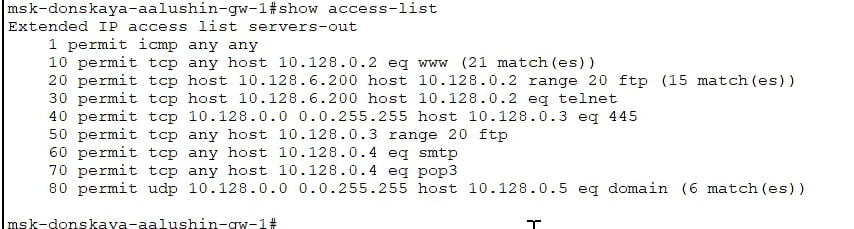 msk-donskaya-aalushin-gw-1#show access-list
Extended IP access list servers-out
1 permit icmp any any
10 permit tcp any host 10.128.0.2 eq www (21 match(es))
20 permit tcp host 10.128.6.200 host 10.128.0.2 range 20 ftp (15 match(es))
30 permit tcp host 10.128.6.200 host 10.128.0.2 eq telnet
40 permit tcp 10.128.0.0 0.0.255.255 host 10.128.0.3 eq 445
50 permit tcp any host 10.128.0.3 range 20 ftp
60 permit tcp any host 10.128.0.4 eq smtp
70 permit tcp any host 10.128.0.4 eq pop3
80 permit udp 10.128.0.0 0.0.255.255 host 10.128.0.5 eq domain (6 match(es))
msk-donskaya-aalushin-gw-1#